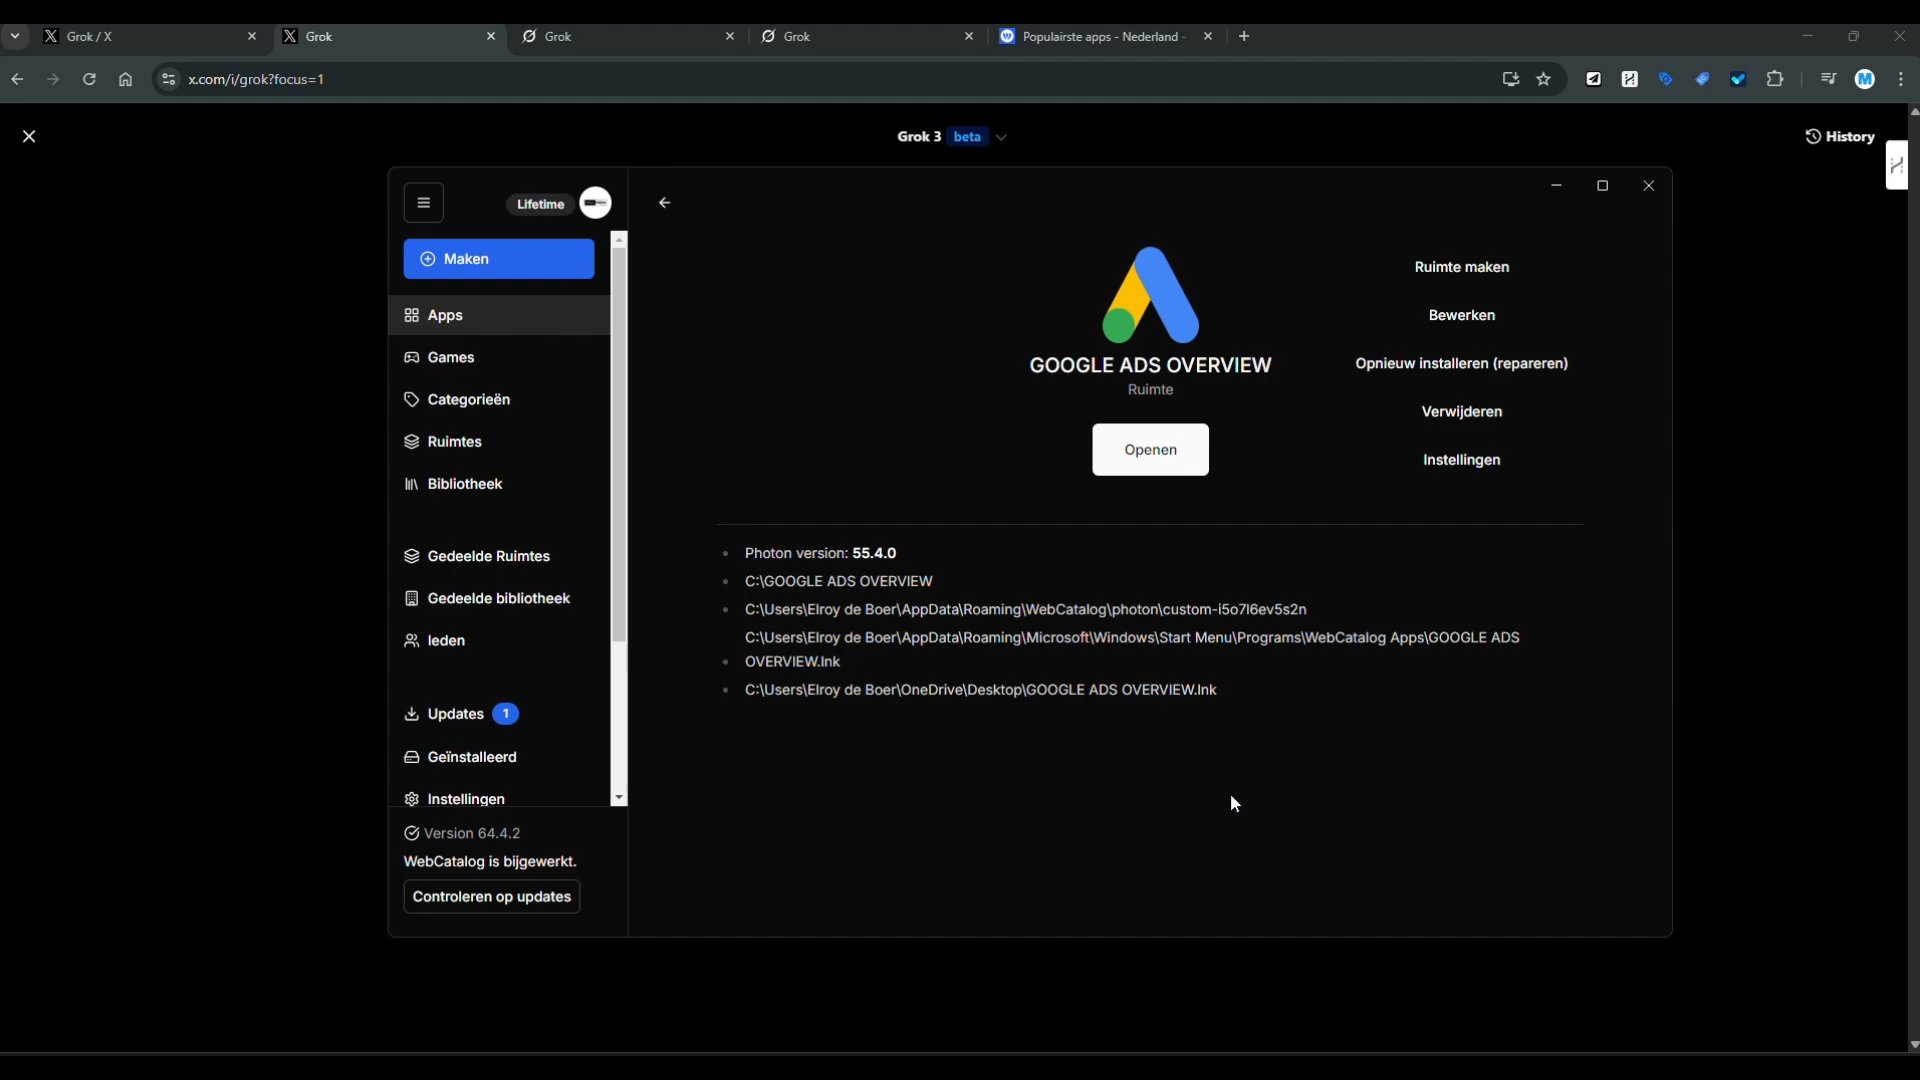 Grok / X
Grok
Grok
Grok
Populairste apps - Nederland -
x.com/i/grok?focus=1
M
Grok 3 beta
History
Lifetime
Maken
Apps
Games
Categorieën
Ruimtes
Bibliotheek
Gedeelde Ruimtes
Gedeelde bibliotheek
leden
Updates 1
Geïnstalleerd
Instellingen
Version 64.4.2
WebCatalog is bijgewerkt.
Controleren op updates
GOOGLE ADS OVERVIEW
Ruimte
Openen
Ruimte maken
Bewerken
Opnieuw installeren (repareren)
Verwijderen
Instellingen
Photon version: 55.4.0
C:\GOOGLE ADS OVERVIEW
C:\Users\Elroy de Boer\AppData\Roaming\WebCatalog\photon\custom-i5o7l6ev5s2n
C:\Users\Elroy de Boer\AppData\Roaming\Microsoft\Windows\Start Menu\Programs\WebCatalog Apps\GOOGLE ADS
OVERVIEW.lnk
C:\Users\Elroy de Boer\OneDrive\Desktop\GOOGLE ADS OVERVIEW.lnk